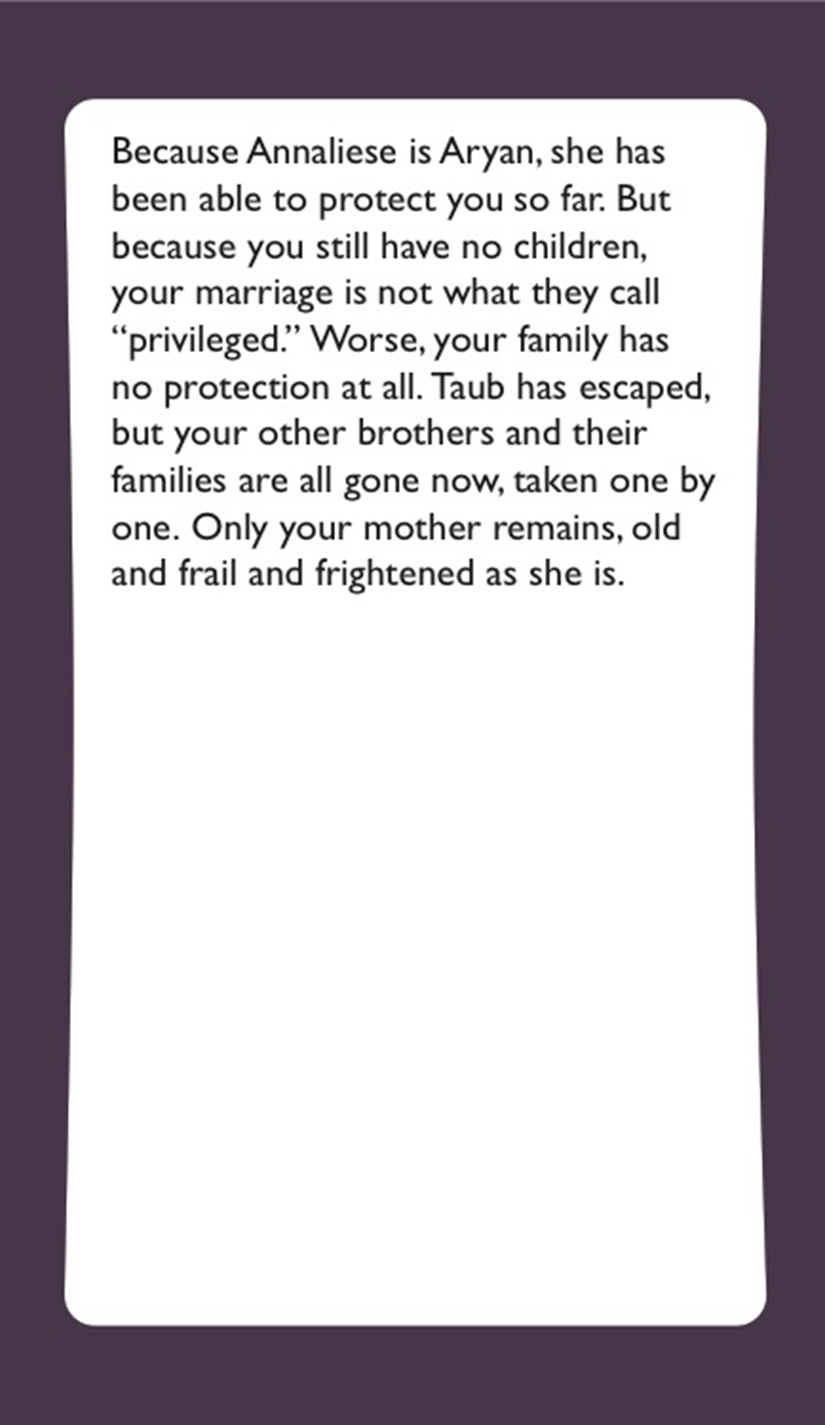 Because Annaliese is Aryan, she has
been able to protect you so far. But
because you still have no children,
your marriage is not what they call
“privileged.” Worse, your family has
no protection at all. Taub has escaped,
but your other brothers and their
families are all gone now, taken one by
one. Only your mother remains, old
and frail and frightened as she is.